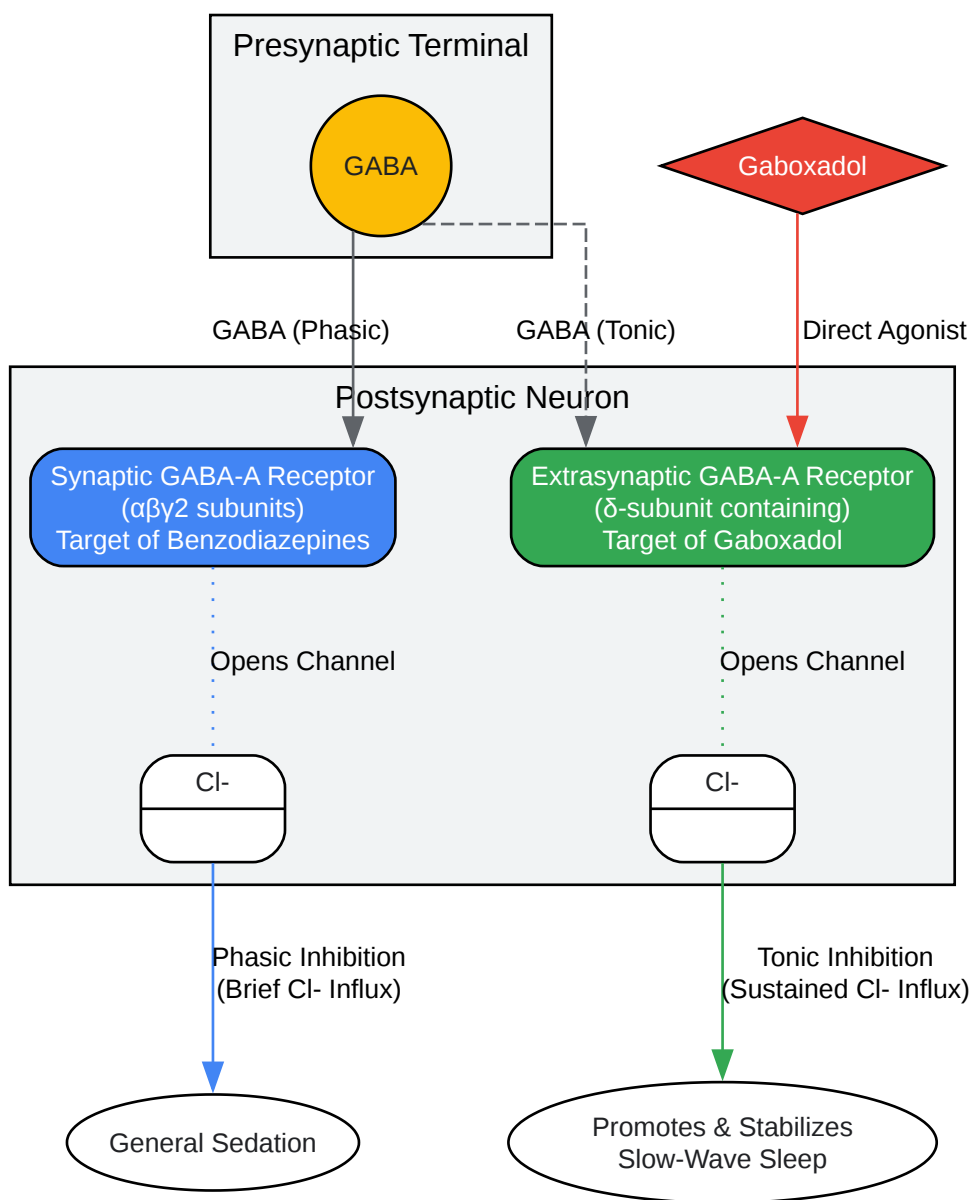 Presynaptic Terminal
GABA
Gaboxadol
GABA (Phasic)
GABA (Tonic)
Direct Agonist
Postsynaptic Neuron
Synaptic GABA-A Receptor
(αβγ2 subunits)
Target of Benzodiazepines
Extrasynaptic GABA-A Receptor
(δ-subunit containing)
Target of Gaboxadol
Opens Channel
Opens Channel
Cl-
Cl-
Phasic Inhibition
(Brief Cl- Influx)
Tonic Inhibition
(Sustained Cl- Influx)
General Sedation
Promotes & Stabilizes
Slow-Wave Sleep